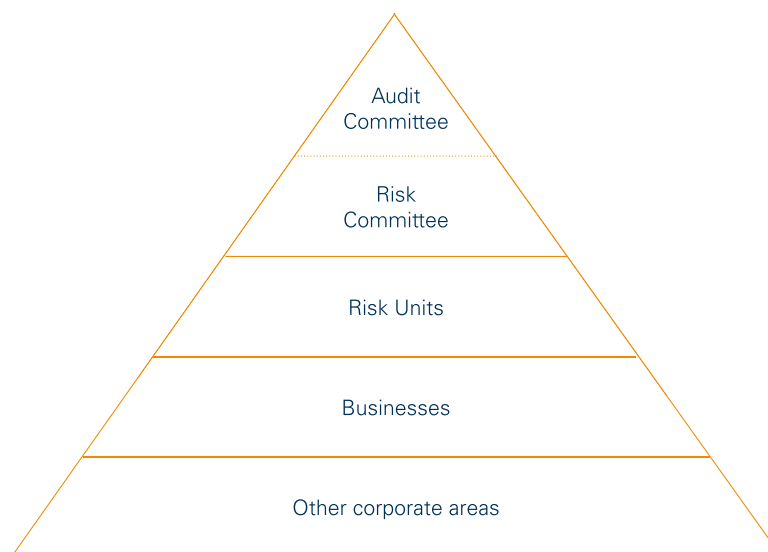 Audit
Committee
Risk
Committee
Risk Units
Businesses
Other corporate areas